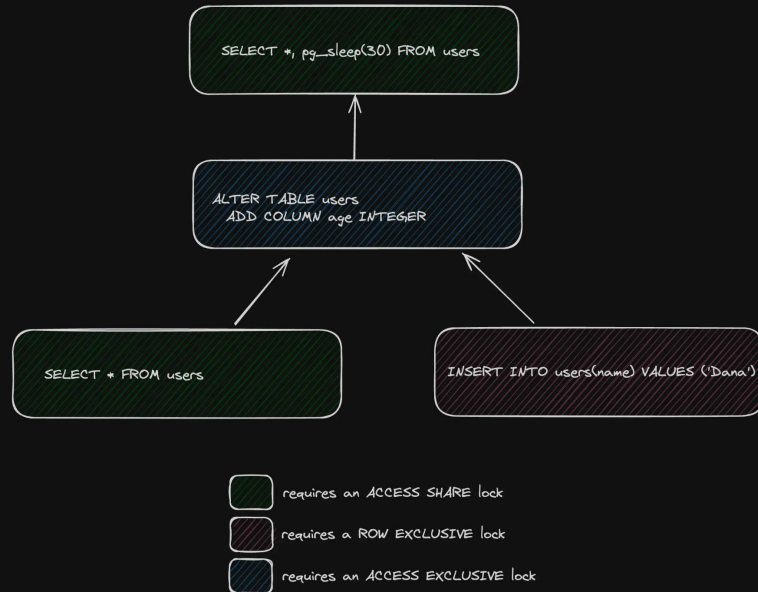 SELECT *, pg_sleep(30) FROM users
ALTER TABLE users
ADD COLUMN age INTEGER
SELECT * FROM users
INSERT INTO users(name) VALUES ('Dana')
requires an ACCESS SHARE lock
requires a ROW EXCLUSIVE lock
requires an ACCESS EXCLUSIVE lock